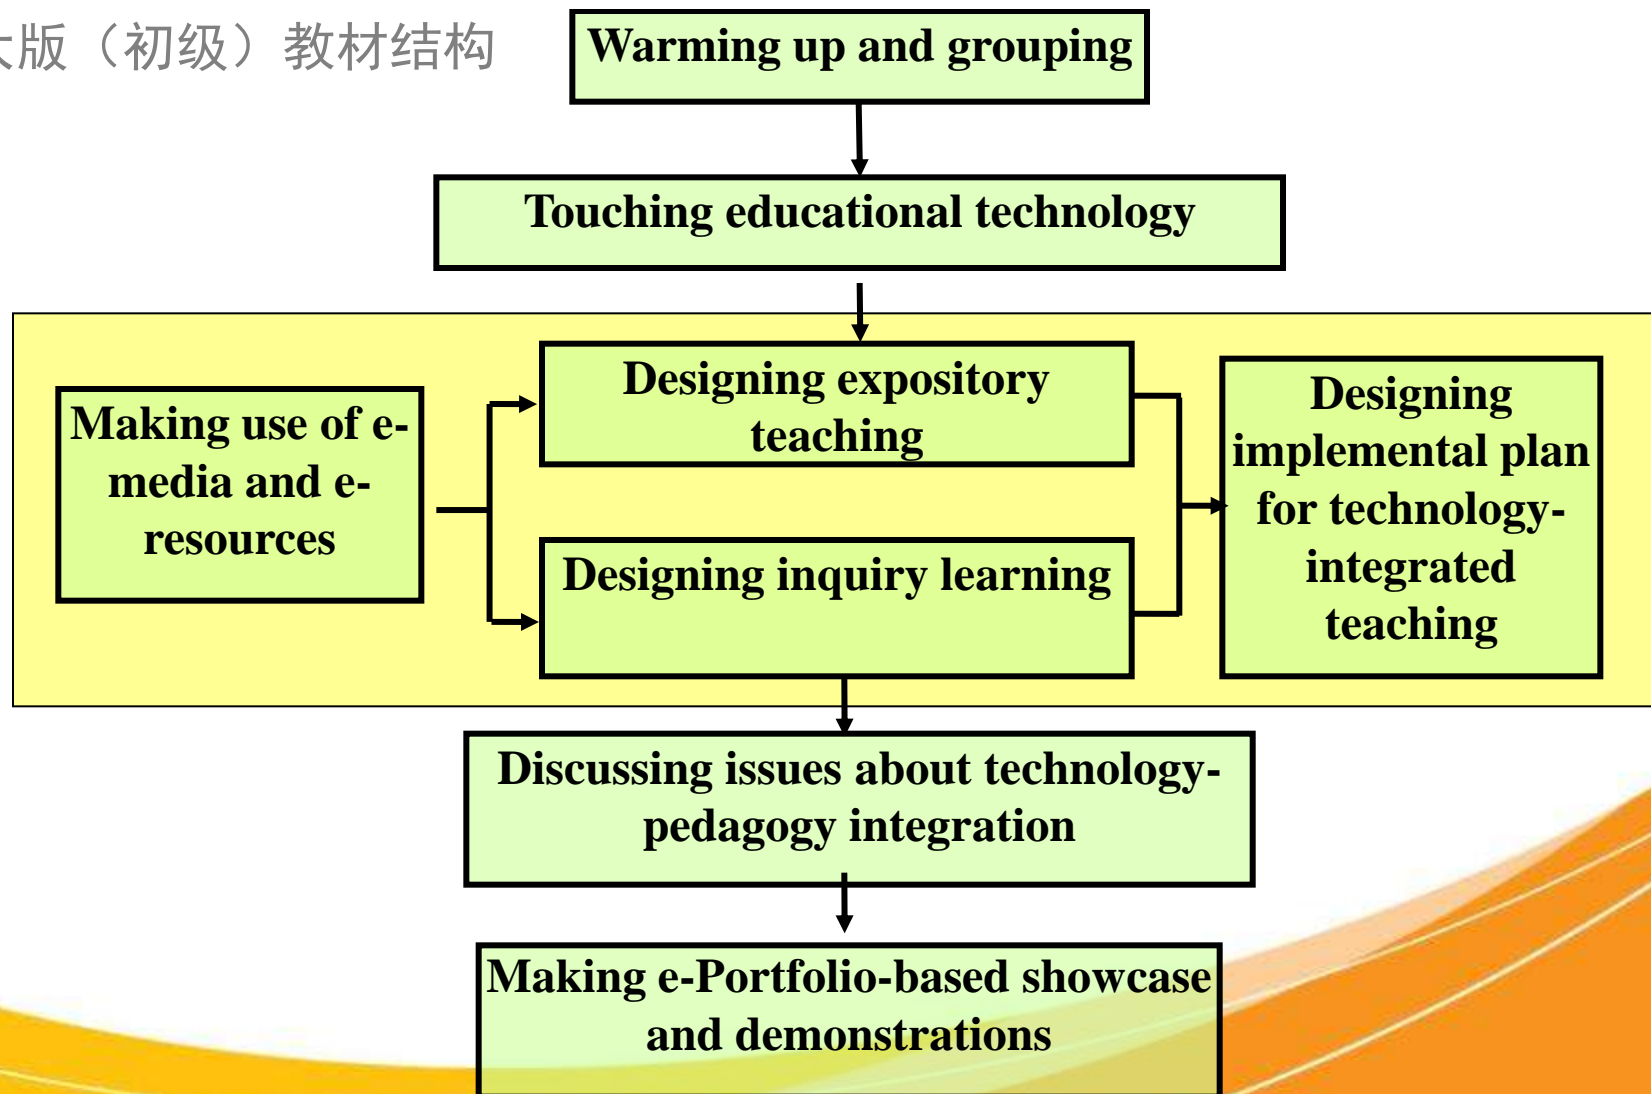 版（初级）教材结构
Warming up and grouping
Touching educational technology
Making use of e-
media and e-
resources
Designing expository
teaching
Designing inquiry learning
Designing
implemental plan
for technology-
integrated
teaching
Discussing issues about technology-
pedagogy integration
Making e-Portfolio-based showcase
and demonstrations